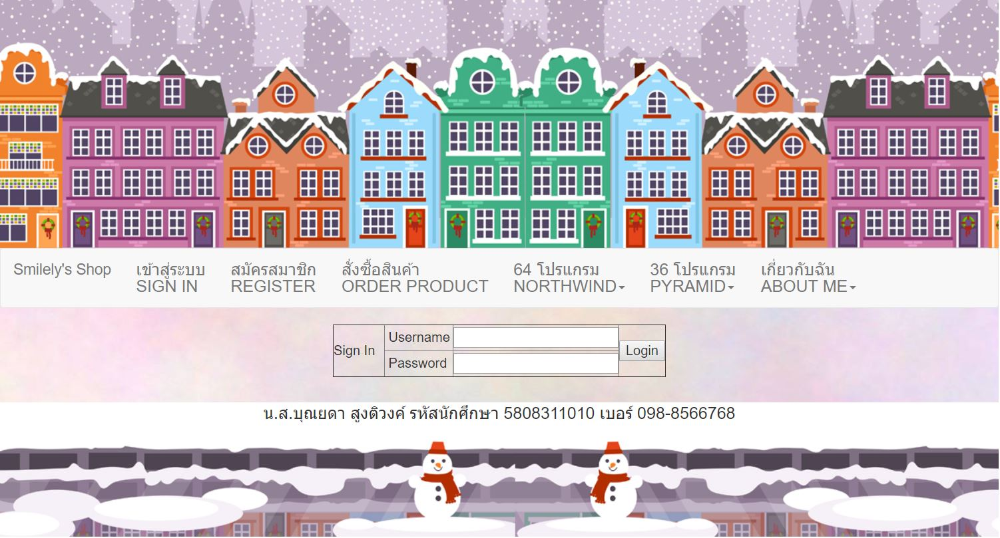 Smilely's Shop
เข้าสู่ระบบ
SIGN IN
สมัครสมาชิก
REGISTER
สั่งซื้อสินค้า
ORDER PRODUCT
64 โปรแกรม
NORTHWIND
36 โปรแกรม
PYRAMID
เกี่ยวกับฉัน
ABOUT ME
Sign In
Username
Password
Login
น.ส.บุณยดา สูงติวงค์ รหัสนักศึกษา 5808311010 เบอร์ 098-8566768